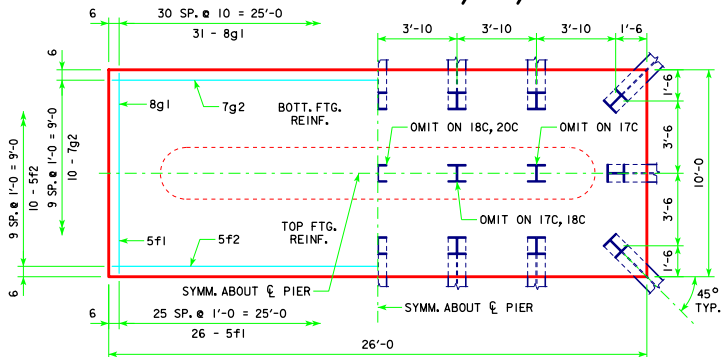 6
30 SP. @ 10 = 25'-0
31 - 8g1
3'-10
3'-10
3'-10
1'-6
6
8g1
7g2
BOTT. FTG.
REINF.
OMIT ON 18C, 20C
OMIT ON 17C
1'-6
3'-6
3'-6
1'-6
10'-0
9 SP. @ 1'-0 = 9'-0
10 - 5f2
9 SP. @ 1'-0 = 9'-0
10 - 7g2
OMIT ON 17C, 18C
TOP FTG.
REINF.
5f1
5f2
6
SYMM. ABOUT ℄ PIER
SYMM. ABOUT ℄ PIER
45°
TYP.
6
25 SP. @ 1'-0 = 25'-0
26 - 5f1
26'-0